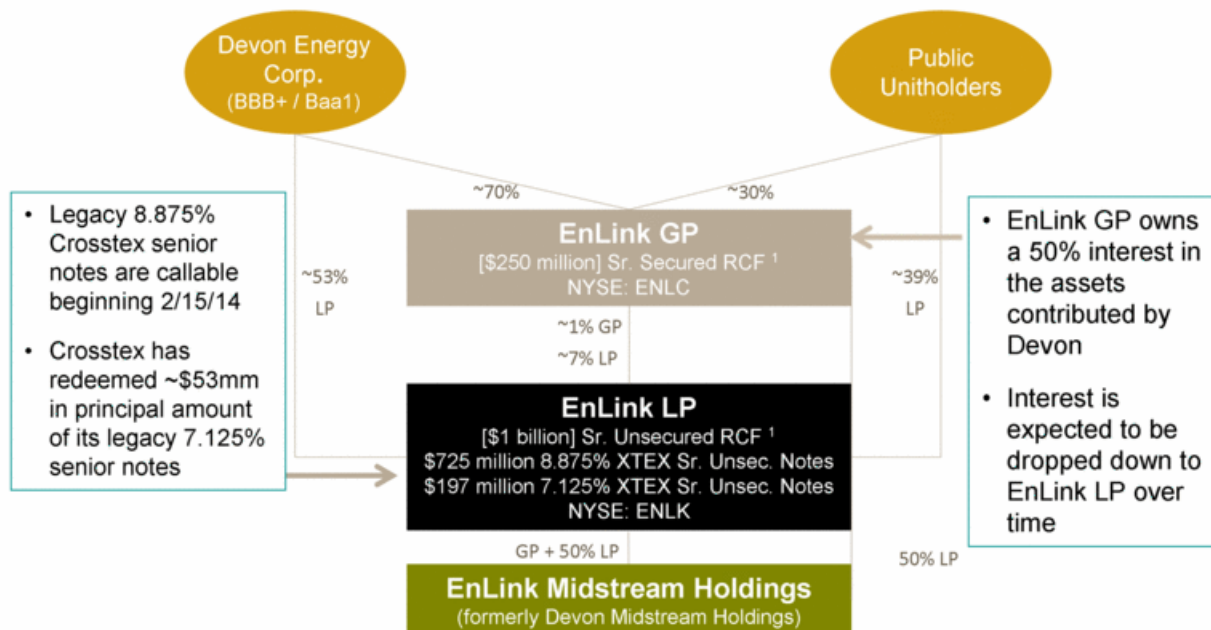 Devon Energy
Corp.
(BBB+ / Baa1)
Public
Unitholders
~70%
~30%
• Legacy 8.875%
Crosstex senior
notes are callable
beginning 2/15/14
• Crosstex has
redeemed ~$53mm
in principal amount
of its legacy 7.125%
senior notes
~53%
LP
EnLink GP
[$250 million] Sr. Secured RCF ¹
NYSE: ENLC
~39%
LP
• EnLink GP owns
a 50% interest in
the assets
contributed by
Devon
• Interest is
expected to be
dropped down to
EnLink LP over
time
~1% GP
~7% LP
EnLink LP
[$1 billion] Sr. Unsecured RCF ¹
$725 million 8.875% XTEX Sr. Unsec. Notes
$197 million 7.125% XTEX Sr. Unsec. Notes
NYSE: ENLK
GP + 50% LP
50% LP
EnLink Midstream Holdings
(formerly Devon Midstream Holdings)